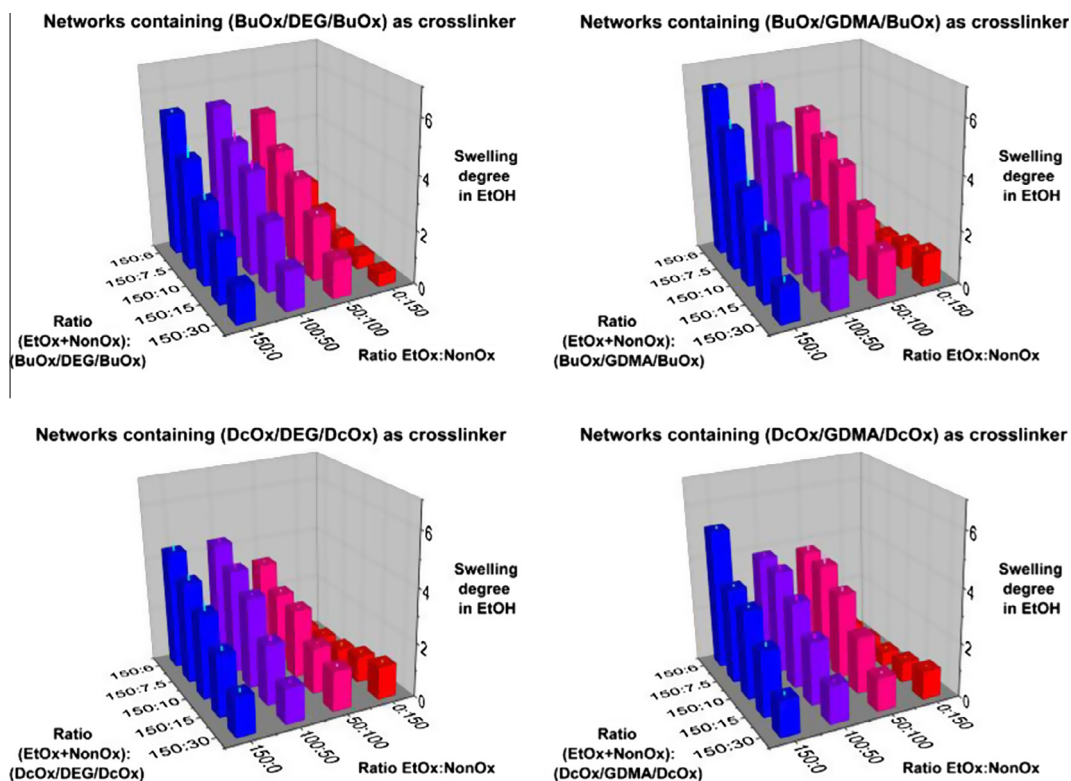 Networks containing (BuOx/DEG/BuOx) as crosslinker
6
4
2
0
Swelling
degree
in EtOH
150:6
150:7.5
150:10
150:15
150:30
Ratio
(EtOx+NonOx):
(BuOx/DEG/BuOx)
150:0
100:50
50:100
0:150
Ratio EtOx:NonOx
Networks containing (BuOx/GDMA/BuOx) as crosslinker
6
4
2
0
Swelling
degree
in EtOH
150:6
150:7.5
150:10
150:15
150:30
Ratio
(EtOx+NonOx):
(BuOx/GDMA/BuOx)
150:0
100:50
50:100
0:150
Ratio EtOx:NonOx
Networks containing (DcOx/DEG/DcOx) as crosslinker
6
4
2
0
Swelling
degree
in EtOH
150:6
150:7.5
150:10
150:15
150:30
Ratio
(EtOx+NonOx):
(DcOx/DEG/DcOx)
150:0
100:50
50:100
0:150
Ratio EtOx:NonOx
Networks containing (DcOx/GDMA/DcOx) as crosslinker
6
4
2
0
Swelling
degree
in EtOH
150:6
150:7.5
150:10
150:15
150:30
Ratio
(EtOx+NonOx):
(DcOx/GDMA/DcOx)
150:0
100:50
50:100
0:150
Ratio EtOx:NonOx